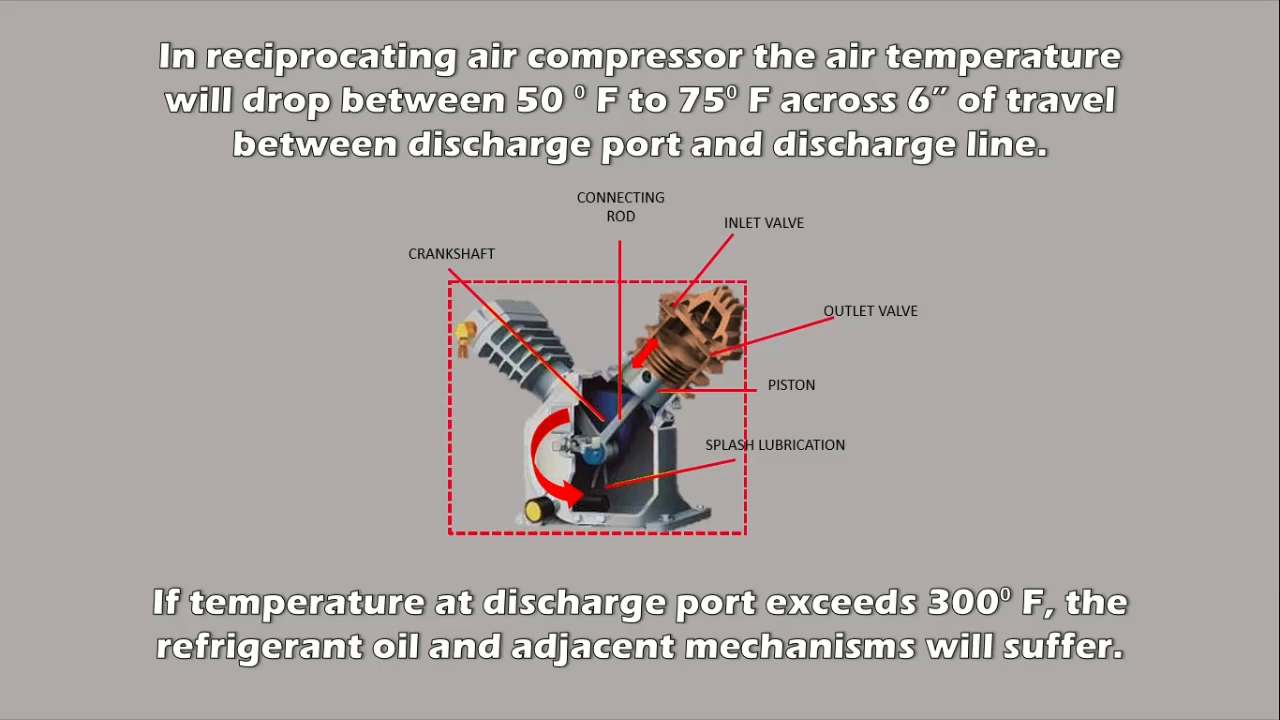 In reciprocating air compressor the air temperature
will drop between 50 ⁰ F to 75⁰ F across 6” of travel
between discharge port and discharge line.
CONNECTING
ROD
INLET VALVE
CRANKSHAFT
OUTLET VALVE
PISTON
SPLASH LUBRICATION
If temperature at discharge port exceeds 300⁰ F, the
refrigerant oil and adjacent mechanisms will suffer.